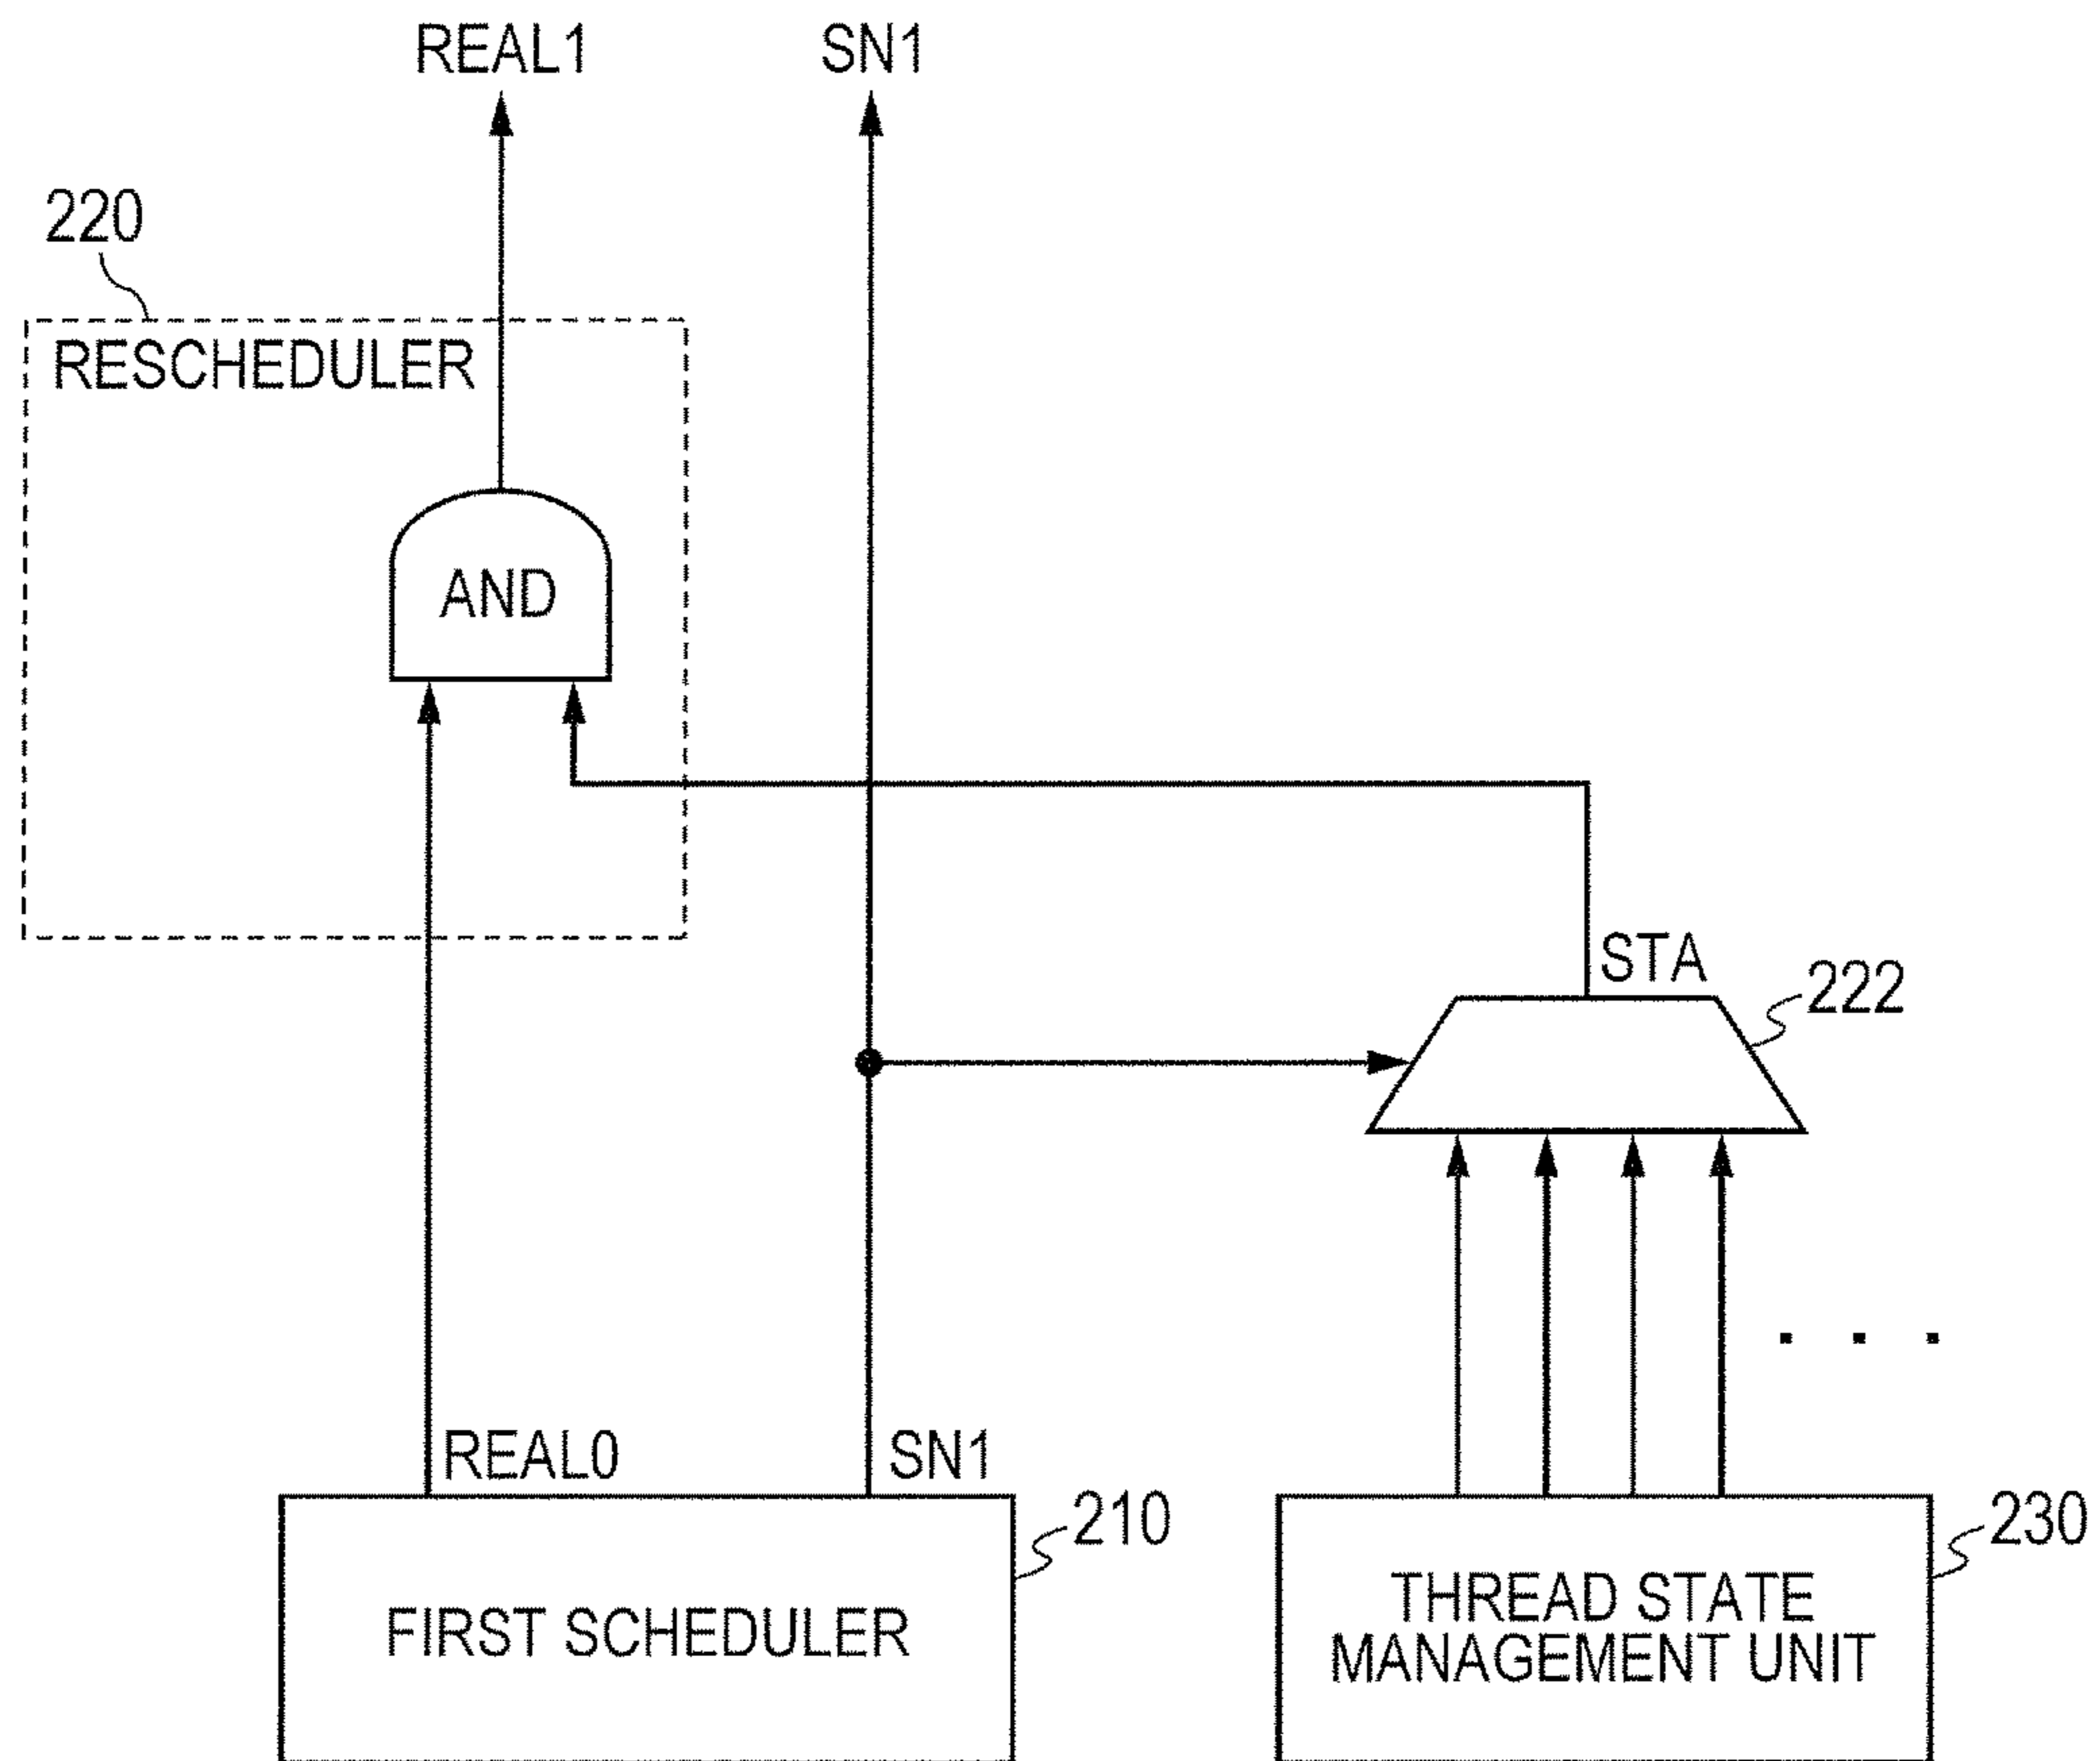 REAL1
SN1
220
RESCHEDULER
AND
STA
222
REAL0
SN1
210
230
FIRST SCHEDULER
THREAD STATE
MANAGEMENT UNIT
. . .